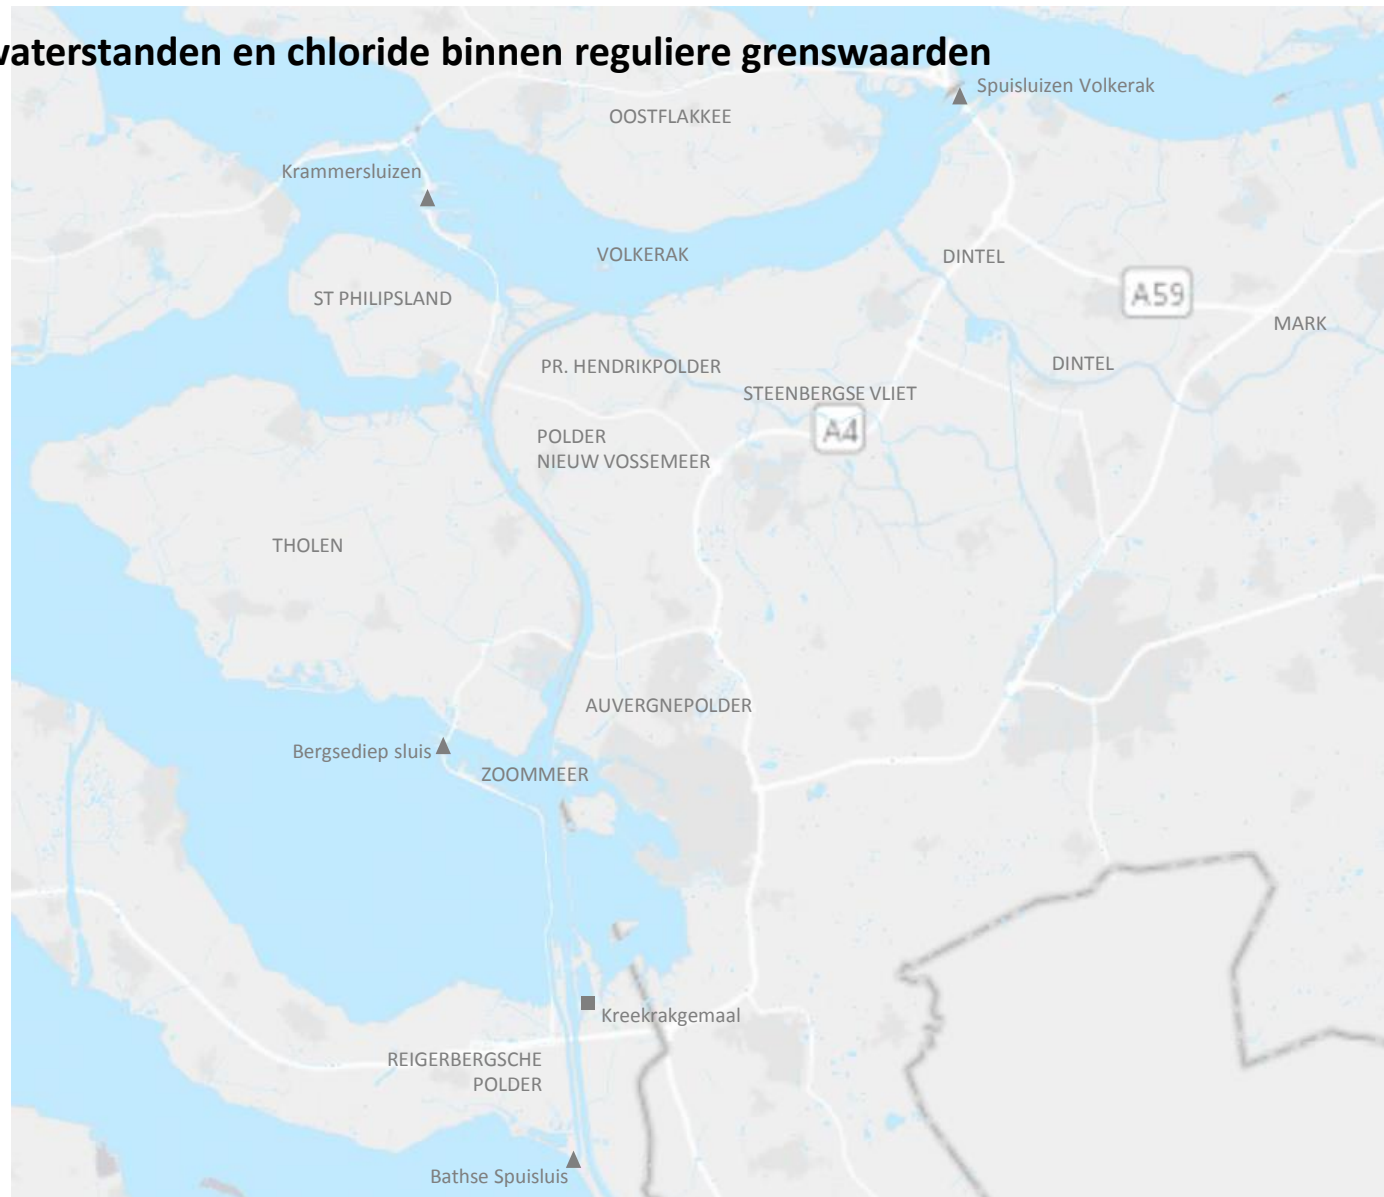 waterstanden en chloride binnen reguliere grenswaarden
Spuisluizen Volkerak
OOSTFLAKKEE
Krammersluizen
VOLKERAK
DINTEL
ST PHILIPSLAND
A59
MARK
PR. HENDRIKPOLDER
DINTEL
STEENBERGSE VLIET
A4
POLDER
NIEUW VOSSEMEER
THOLEN
AUVERGNEPOLDER
Bergsediep sluis
ZOOMMEER
Kreekrakgemaal
REIGERBERGSCHE
POLDER
Bathse Spuisluis